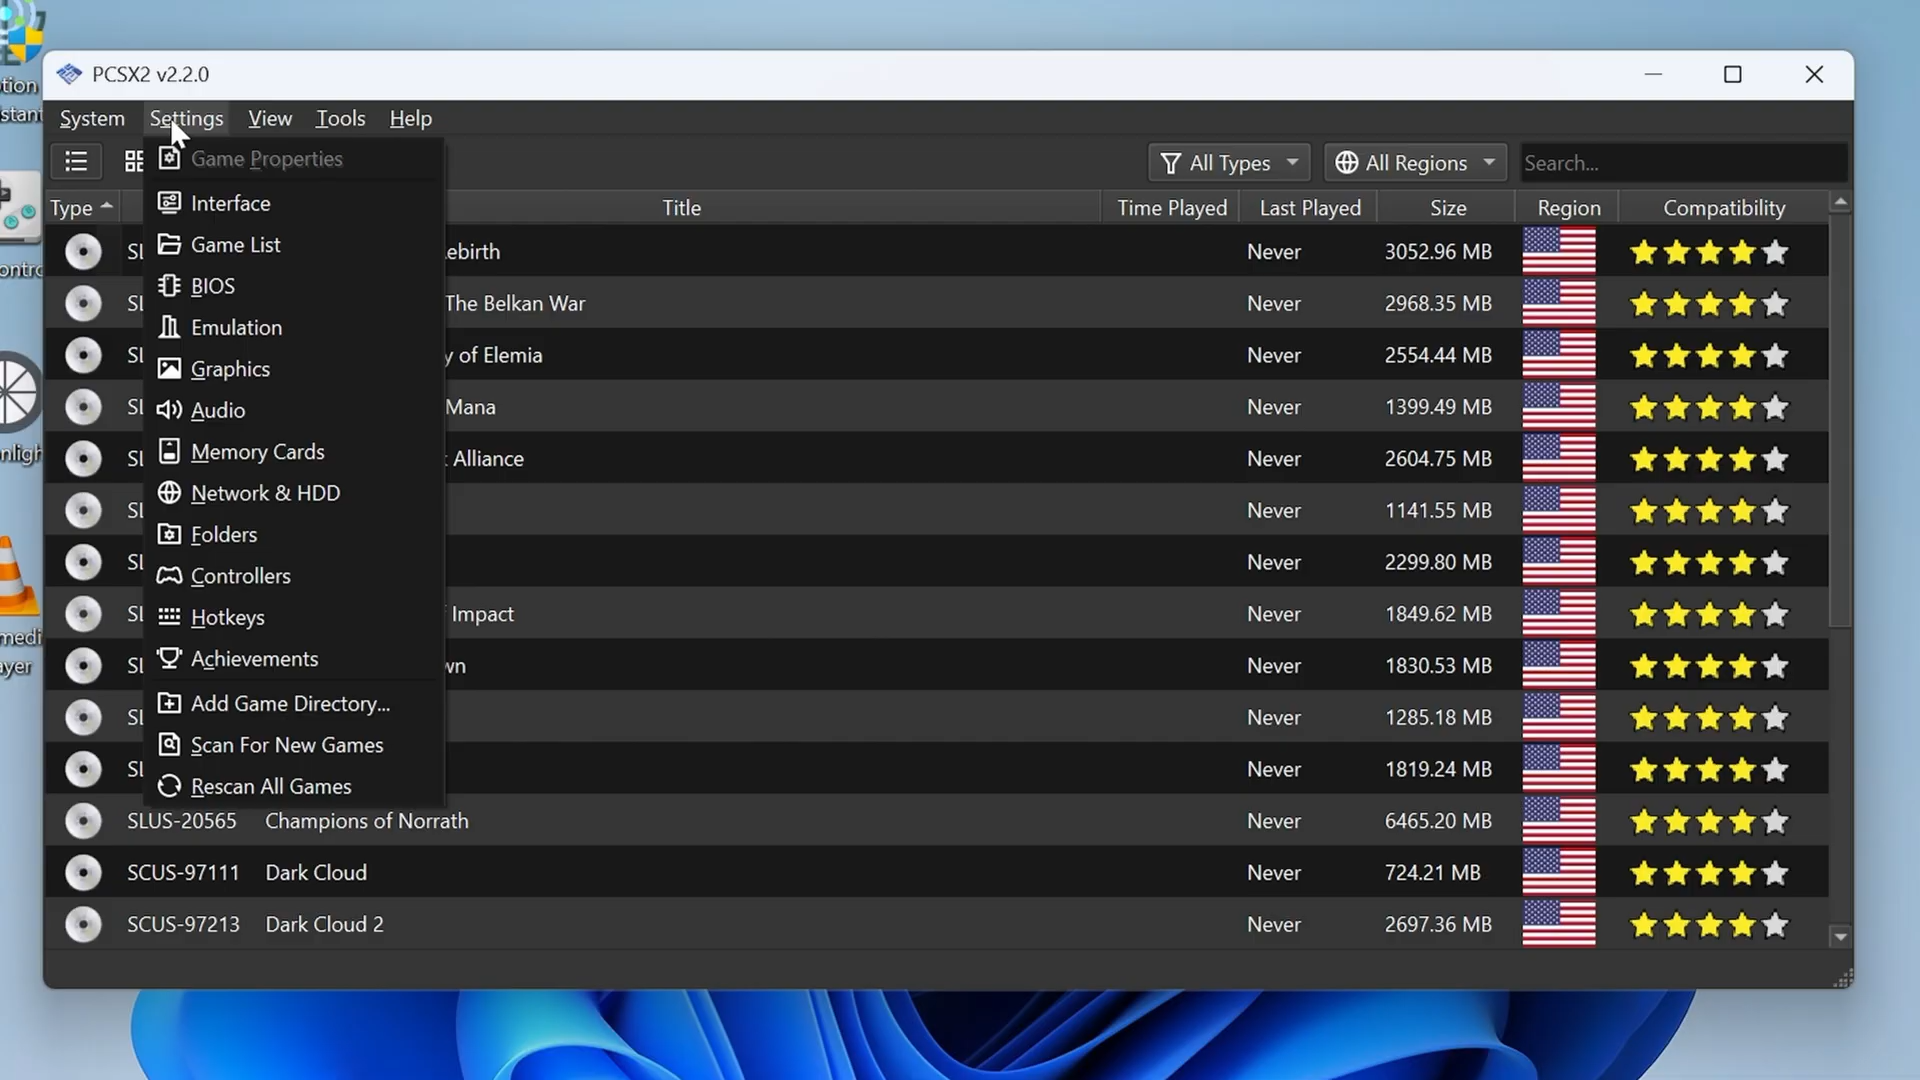 PCSX2 v2.2.0
System Settings View Tools Help
All Types All Regions Search...
Type Title Time Played Last Played Size Region Compatibility
Game Properties
Interface
Game List
BIOS
Emulation
Graphics
Audio
Memory Cards
Network & HDD
Folders
Controllers
Hotkeys
Achievements
Add Game Directory...
Scan For New Games
Rescan All Games
ebirth Never 3052.96 MB
The Belkan War Never 2968.35 MB
y of Elemia Never 2554.44 MB
Mana Never 1399.49 MB
Alliance Never 2604.75 MB
Never 1141.55 MB
Never 2299.80 MB
Impact Never 1849.62 MB
wn Never 1830.53 MB
Never 1285.18 MB
Never 1819.24 MB
SLUS-20565 Champions of Norrath Never 6465.20 MB
SCUS-97111 Dark Cloud Never 724.21 MB
SCUS-97213 Dark Cloud 2 Never 2697.36 MB